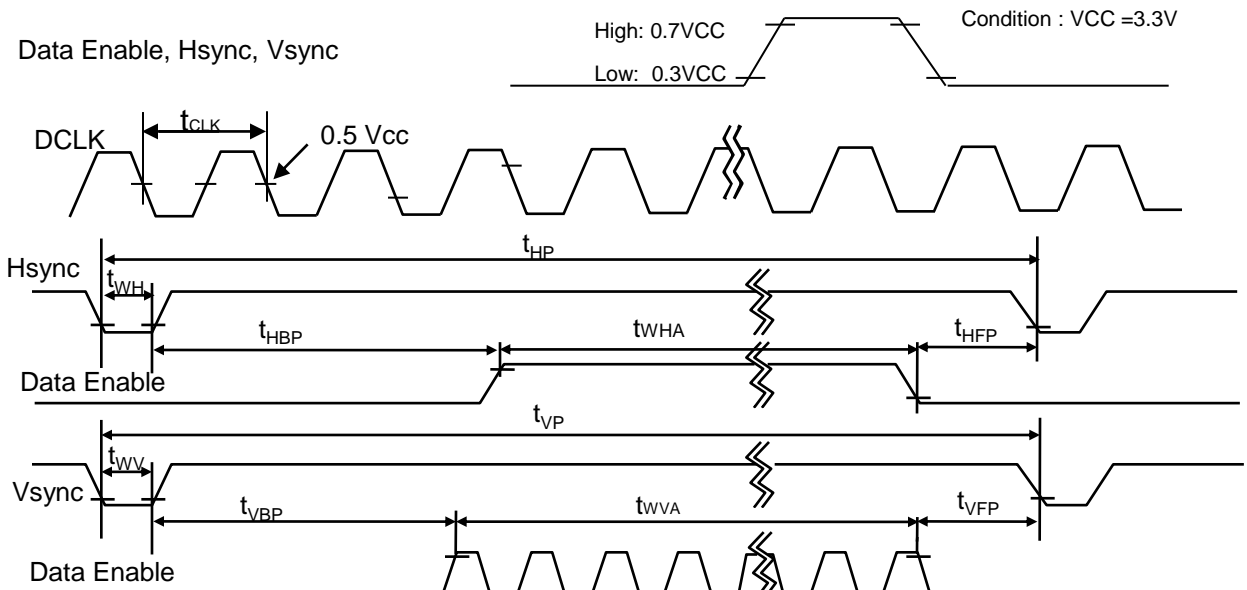 Condition : VCC =3.3V
High: 0.7VCC
Data Enable, Hsync, Vsync
Low: 0.3VCC
tCLK
DCLK
0.5 Vcc
tHP
Hsync
tWH
tHBP
tWHA
tHFP
Data Enable
tVP
tWV
Vsync
tVBP
tWVA
tVFP
Data Enable